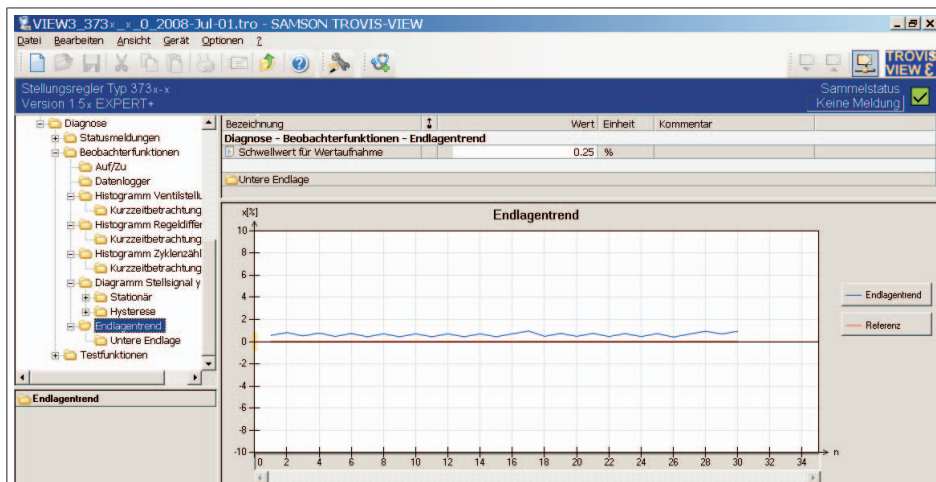 VIEW3_373x_x_0_2008-Jul-01.tro - SAMSON TROVIS-VIEW
Datei Bearbeiten Ansicht Gerät Optionen ?
TROVIS
VIEW 3
Stellungsregler Typ 373x-x
Version 1.5x EXPERT+
Sammelstatus
Keine Meldung
Diagnose
Statusmeldungen
Beobachterfunktionen
Auf/Zu
Datenlogger
Histogramm Ventilstellu
Kurzzeitbetrachtung
Histogramm Regeldiffer
Kurzzeitbetrachtung
Histogramm Zyklenzähl
Kurzzeitbetrachtung
Diagramm Stellsignal y
Stationär
Hysterese
Endlagentrend
Untere Endlage
Testfunktionen
Endlagentrend
Bezeichnung Wert Einheit Kommentar
Diagnose - Beobachterfunktionen - Endlagentrend
Schwellwert für Wertaufnahme 0.25 %
Untere Endlage
x[%]
Endlagentrend
10
8
6
4
2
0
-2
-4
-6
-8
-10
0 2 4 6 8 10 12 14 16 18 20 22 24 26 28 30 32 34
n
Endlagentrend
Referenz